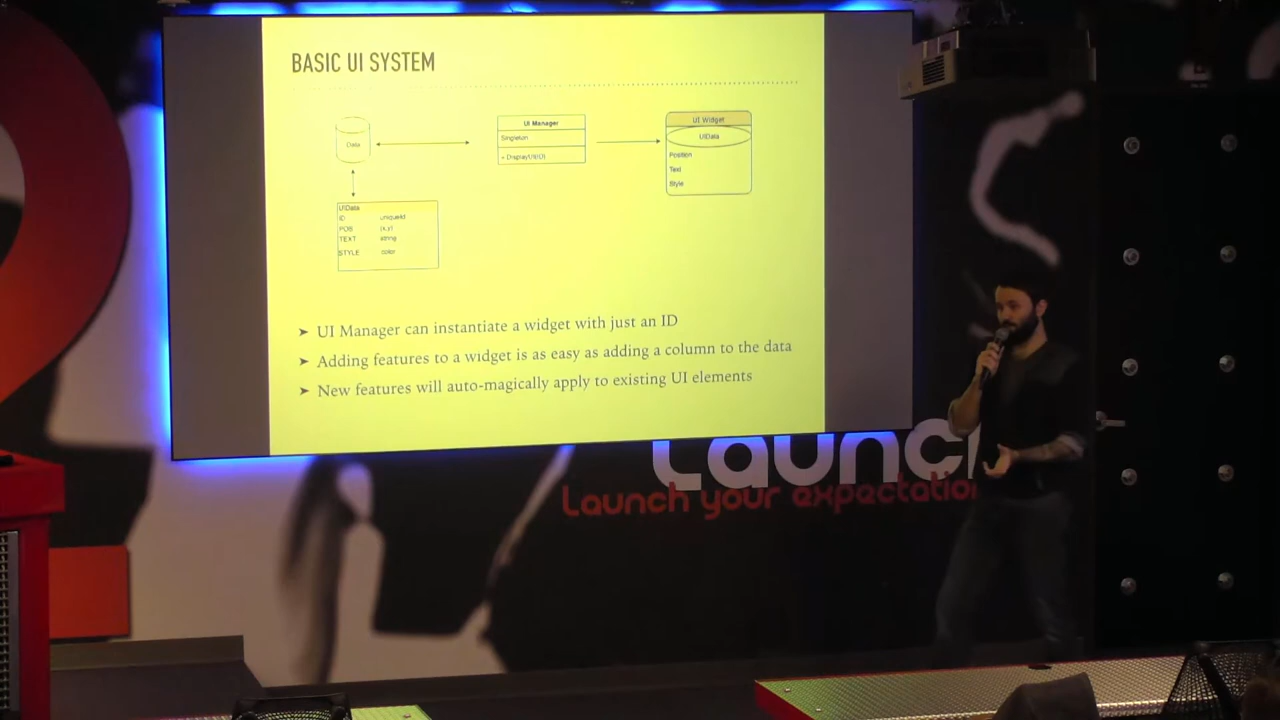 BASIC UI SYSTEM
Data
UI Manager
Singleton
UI Widget
UIData
Position
Text
Style
UIData
ID uniqueId
POS (x,y)
TEXT string
STYLE color
➤ UI Manager can instantiate a widget with just an ID
➤ Adding features to a widget is as easy as adding a column to the data
➤ New features will auto-magically apply to existing UI elements
Launch your expectation